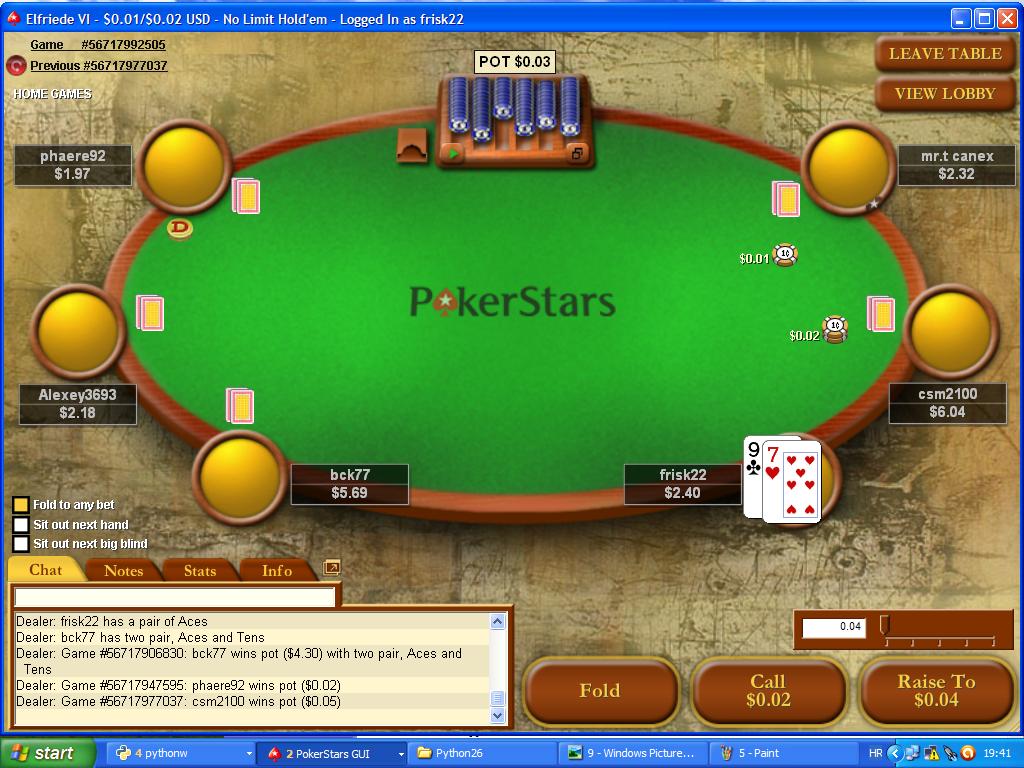 Elfriede VI - $0.01/$0.02 USD - No Limit Hold'em - Logged In as frisk22
Game #56717992505
Previous #56717977037
HOME GAMES
POT $0.03
LEAVE TABLE
VIEW LOBBY
phaere92
$1.97
mr.t canex
$2.32
D
$0.01
1¢
$0.02
1¢
PokerStars
Alexey3693
$2.18
csm2100
$6.04
bck77
$5.69
frisk22
$2.40
9
7
Fold to any bet
Sit out next hand
Sit out next big blind
Chat
Notes
Stats
Info
Dealer: frisk22 has a pair of Aces
Dealer: bck77 has two pair, Aces and Tens
Dealer: Game #56717906830: bck77 wins pot ($4.30) with two pair, Aces and
Tens
Dealer: Game #56717947595: phaere92 wins pot ($0.02)
Dealer: Game #56717977037: csm2100 wins pot ($0.05)
0.04
Fold
Call
$0.02
Raise To
$0.04
start
4 pythonw
2 PokerStars GUI
Python26
9 - Windows Picture...
5 - Paint
HR
19:41